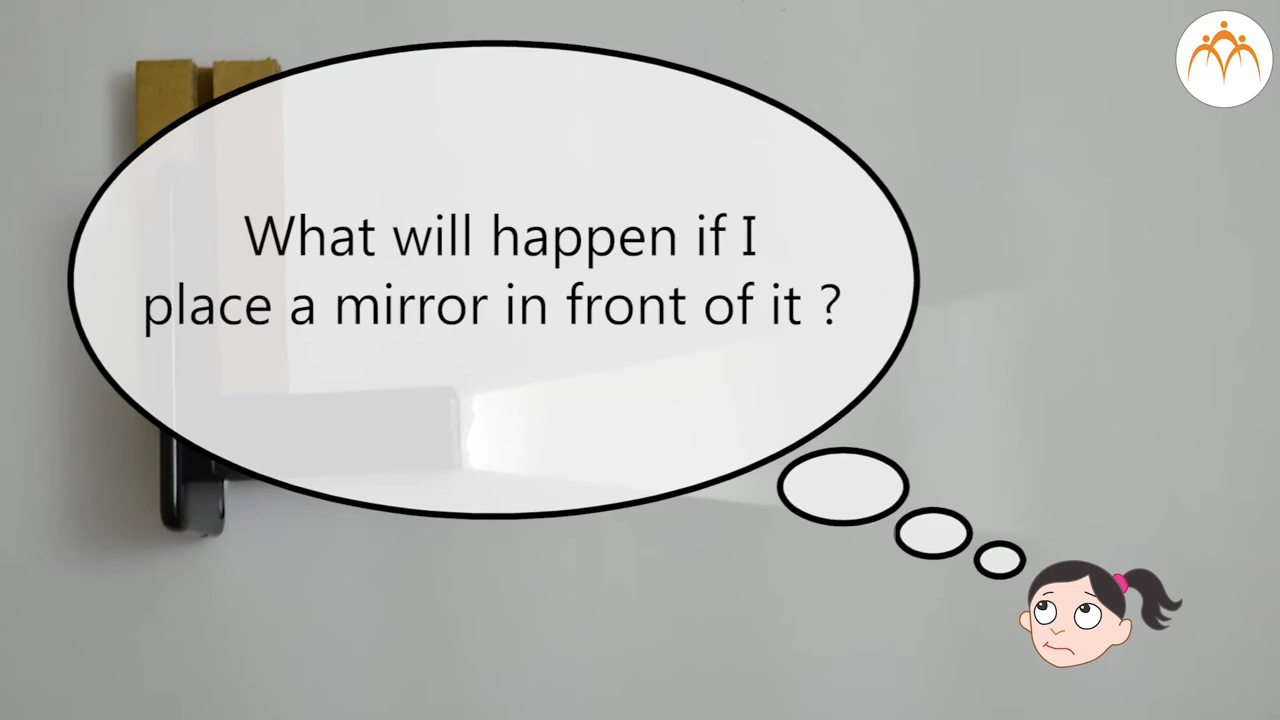 What will happen if I
place a mirror in front of it ?